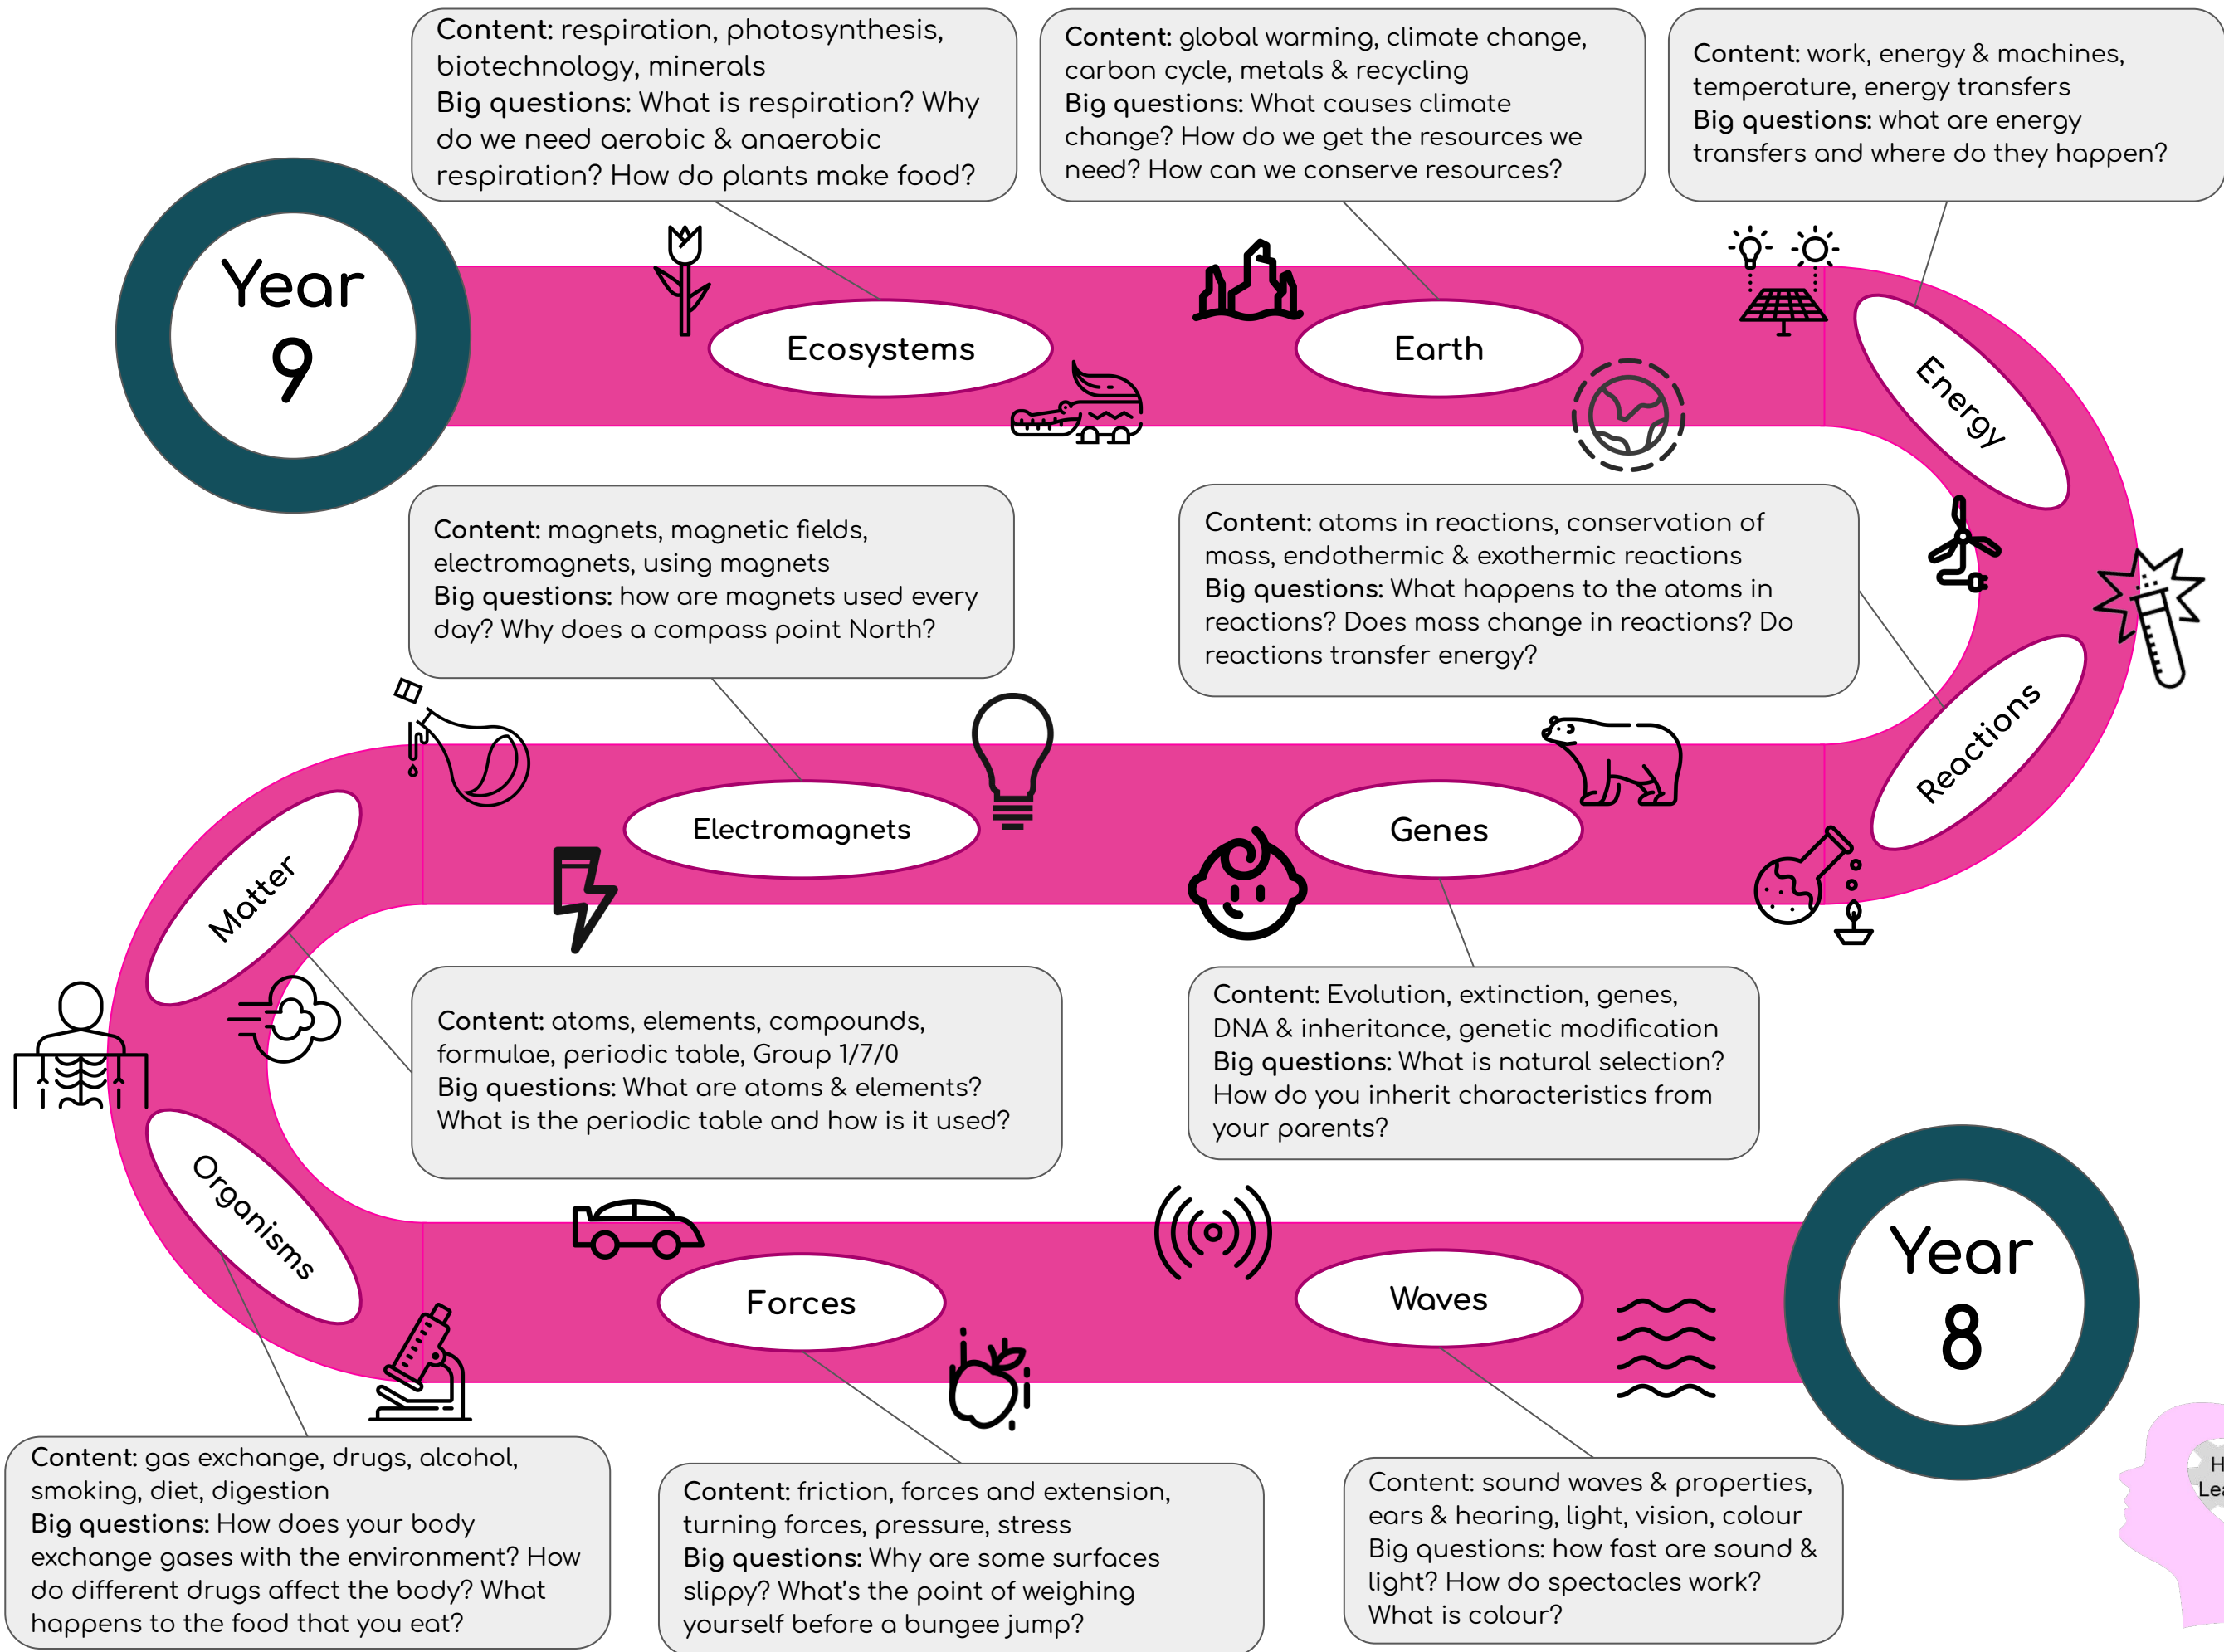 Content: respiration, photosynthesis,
biotechnology, minerals
Big questions: What is respiration? Why
do we need aerobic & anaerobic
respiration? How do plants make food?
Content: global warming, climate change,
carbon cycle, metals & recycling
Big questions: What causes climate
change? How do we get the resources we
need? How can we conserve resources?
Content: work, energy & machines,
temperature, energy transfers
Big questions: what are energy
transfers and where do they happen?
Year
9
Ecosystems
Earth
Energy
Content: magnets, magnetic fields,
electromagnets, using magnets
Big questions: how are magnets used every
day? Why does a compass point North?
Content: atoms in reactions, conservation of
mass, endothermic & exothermic reactions
Big questions: What happens to the atoms in
reactions? Does mass change in reactions? Do
reactions transfer energy?
Reactions
Genes
Electromagnets
Matter
Content: atoms, elements, compounds,
formulae, periodic table, Group 1/7/0
Big questions: What are atoms & elements?
What is the periodic table and how is it used?
Content: Evolution, extinction, genes,
DNA & inheritance, genetic modification
Big questions: What is natural selection?
How do you inherit characteristics from
your parents?
Organisms
Forces
Waves
Year
8
Content: gas exchange, drugs, alcohol,
smoking, diet, digestion
Big questions: How does your body
exchange gases with the environment? How
do different drugs affect the body? What
happens to the food that you eat?
Content: friction, forces and extension,
turning forces, pressure, stress
Big questions: Why are some surfaces
slippy? What's the point of weighing
yourself before a bungee jump?
Content: sound waves & properties,
ears & hearing, light, vision, colour
Big questions: how fast are sound &
light? How do spectacles work?
What is colour?